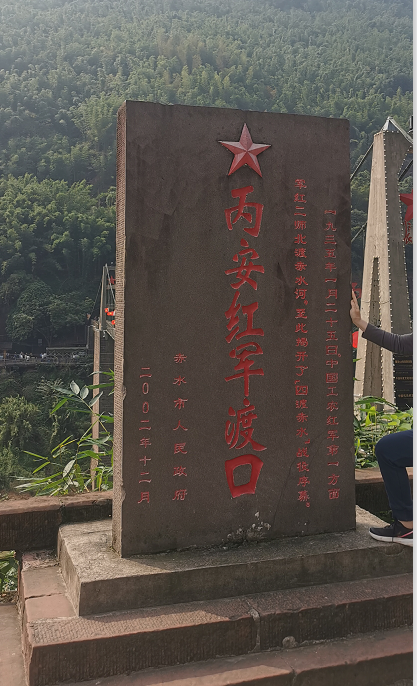 一九三五年一月二十五日,中国工农红军第一方面
军红二师北渡赤水河。至此揭开了“四渡赤水”战役序幕。
丙安红军渡口
赤水市人民政府
二〇〇二年十一月